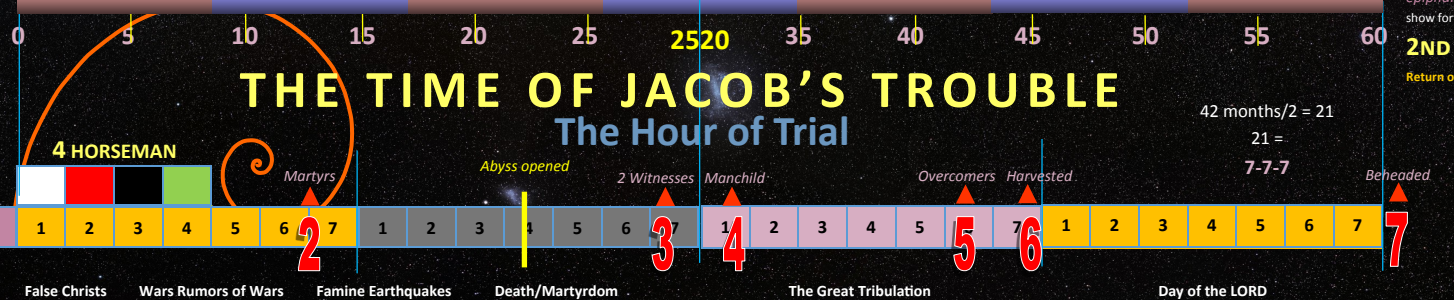 show for
0 5 10 15 20 25 2520 35 40 45 50 55 60
2ND
Return o
THE TIME OF JACOB'S TROUBLE
The Hour of Trial
42 months/2 = 21
21 =
7-7-7
4 HORSEMAN
Abyss opened
Martyrs 2 Witnesses Manchild Overcomers Harvested Beheaded
1 2 3 4 5 6 7 1 2 3 4 5 6 7 1 2 3 4 5 6 7 1 2 3 4 5 6 7
2 3 4 5 6 7
False Christs Wars Rumors of Wars Famine Earthquakes Death/Martyrdom The Great Tribulation Day of the LORD